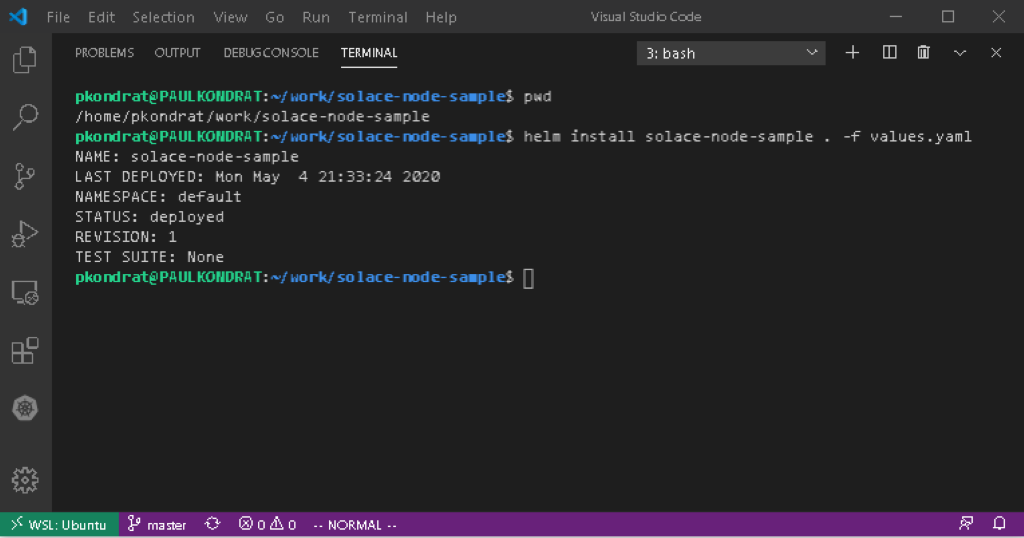 File Edit Selection View Go Run Terminal Help Visual Studio Code
PROBLEMS OUTPUT DEBUG CONSOLE TERMINAL 3: bash
pkondrat@PAULKONDRAT:~/work/solace-node-sample$ pwd
/home/pkondrat/work/solace-node-sample
pkondrat@PAULKONDRAT:~/work/solace-node-sample$ helm install solace-node-sample . -f values.yaml
NAME: solace-node-sample
LAST DEPLOYED: Mon May  4 21:33:24 2020
NAMESPACE: default
STATUS: deployed
REVISION: 1
TEST SUITE: None
pkondrat@PAULKONDRAT:~/work/solace-node-sample$
WSL: Ubuntu master 0 0 -- NORMAL --